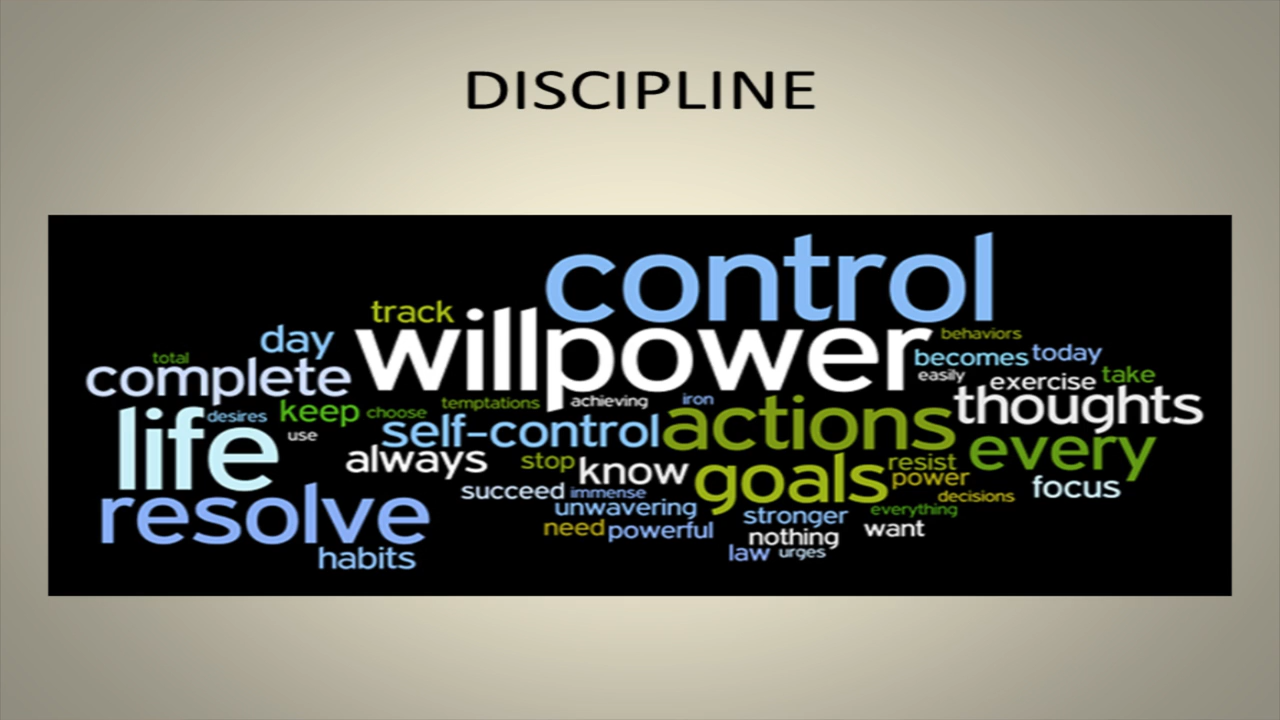 DISCIPLINE
control
track
willpower
behaviors
day
becomes today
total
easily
exercise take
complete
temptations achieving iron
thoughts
desires keep choose
actions
life
use
self-control
every
always
stop know
goals
resist
power
focus
succeed immense
decisions
resolve
unwavering
stronger everything
need powerful
nothing want
habits
law urges